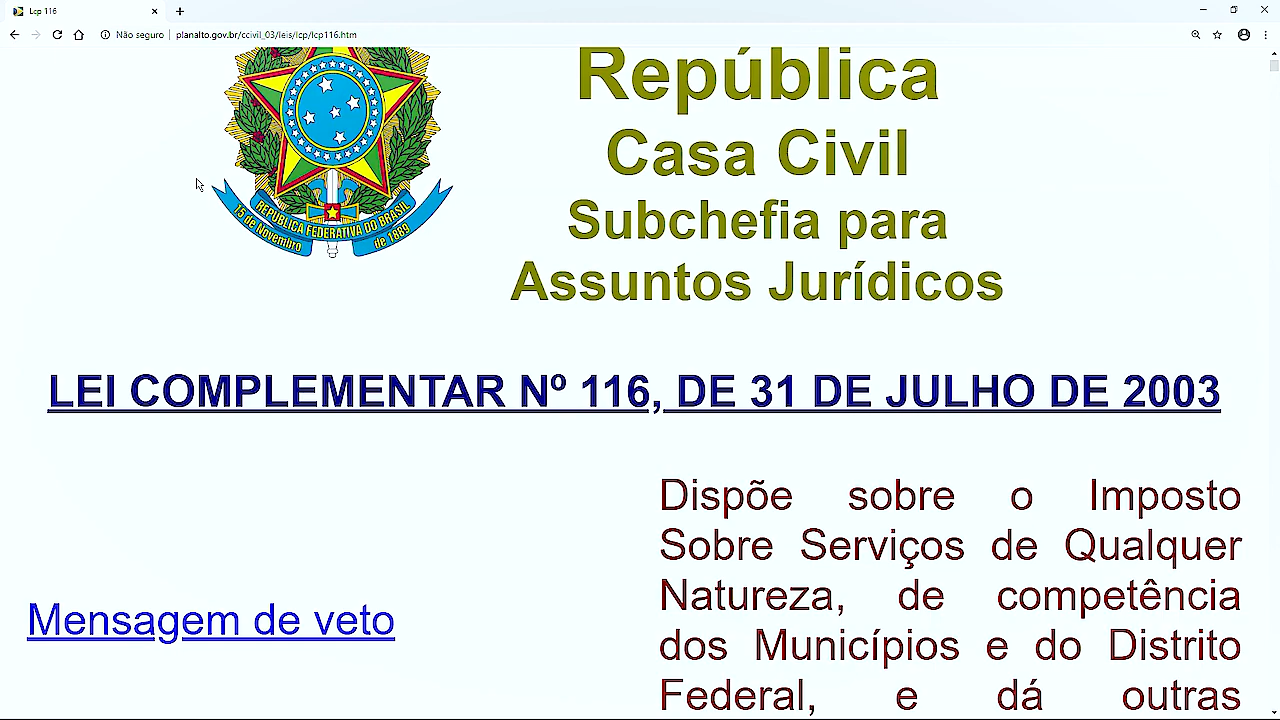 Lcp 116
Não seguro
planalto.gov.br/ccivil_03/leis/lcp/lcp116.htm
República
Casa Civil
Subchefia para
Assuntos Jurídicos
REPÚBLICA FEDERATIVA DO BRASIL
15 de Novembro
de 1889
LEI COMPLEMENTAR Nº 116, DE 31 DE JULHO DE 2003
Dispõe sobre o Imposto
Sobre Serviços de Qualquer
Natureza, de competência
dos Municípios e do Distrito
Federal, e dá outras
Mensagem de veto